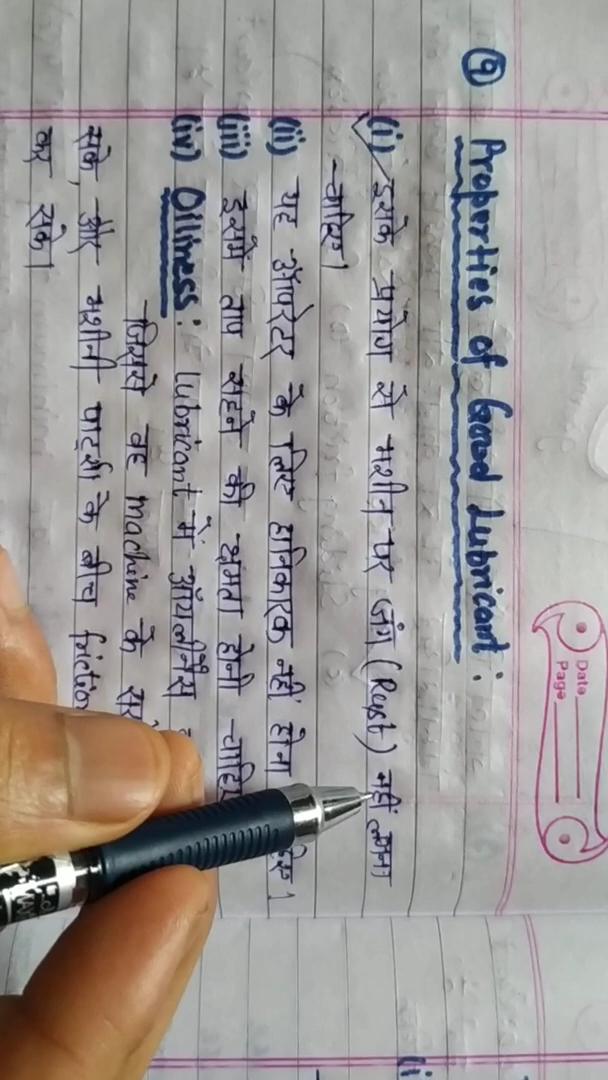 Date
Page
9 Properties of Good Lubricant :
(i) इसके प्रयोग से मशीन पर जंग (Rust) नहीं लगना
चाहिए।
(ii) यह ऑपरेटर के लिए हानिकारक नहीं होना
(iii) इसमें ताप सहने की क्षमता होनी चाहिए
(iv) Oiliness : Lubricant में ऑयलीनैस
जिससे वह machine के
सके, और मशीनी पार्ट्स के बीच friction
कर सके।
(i